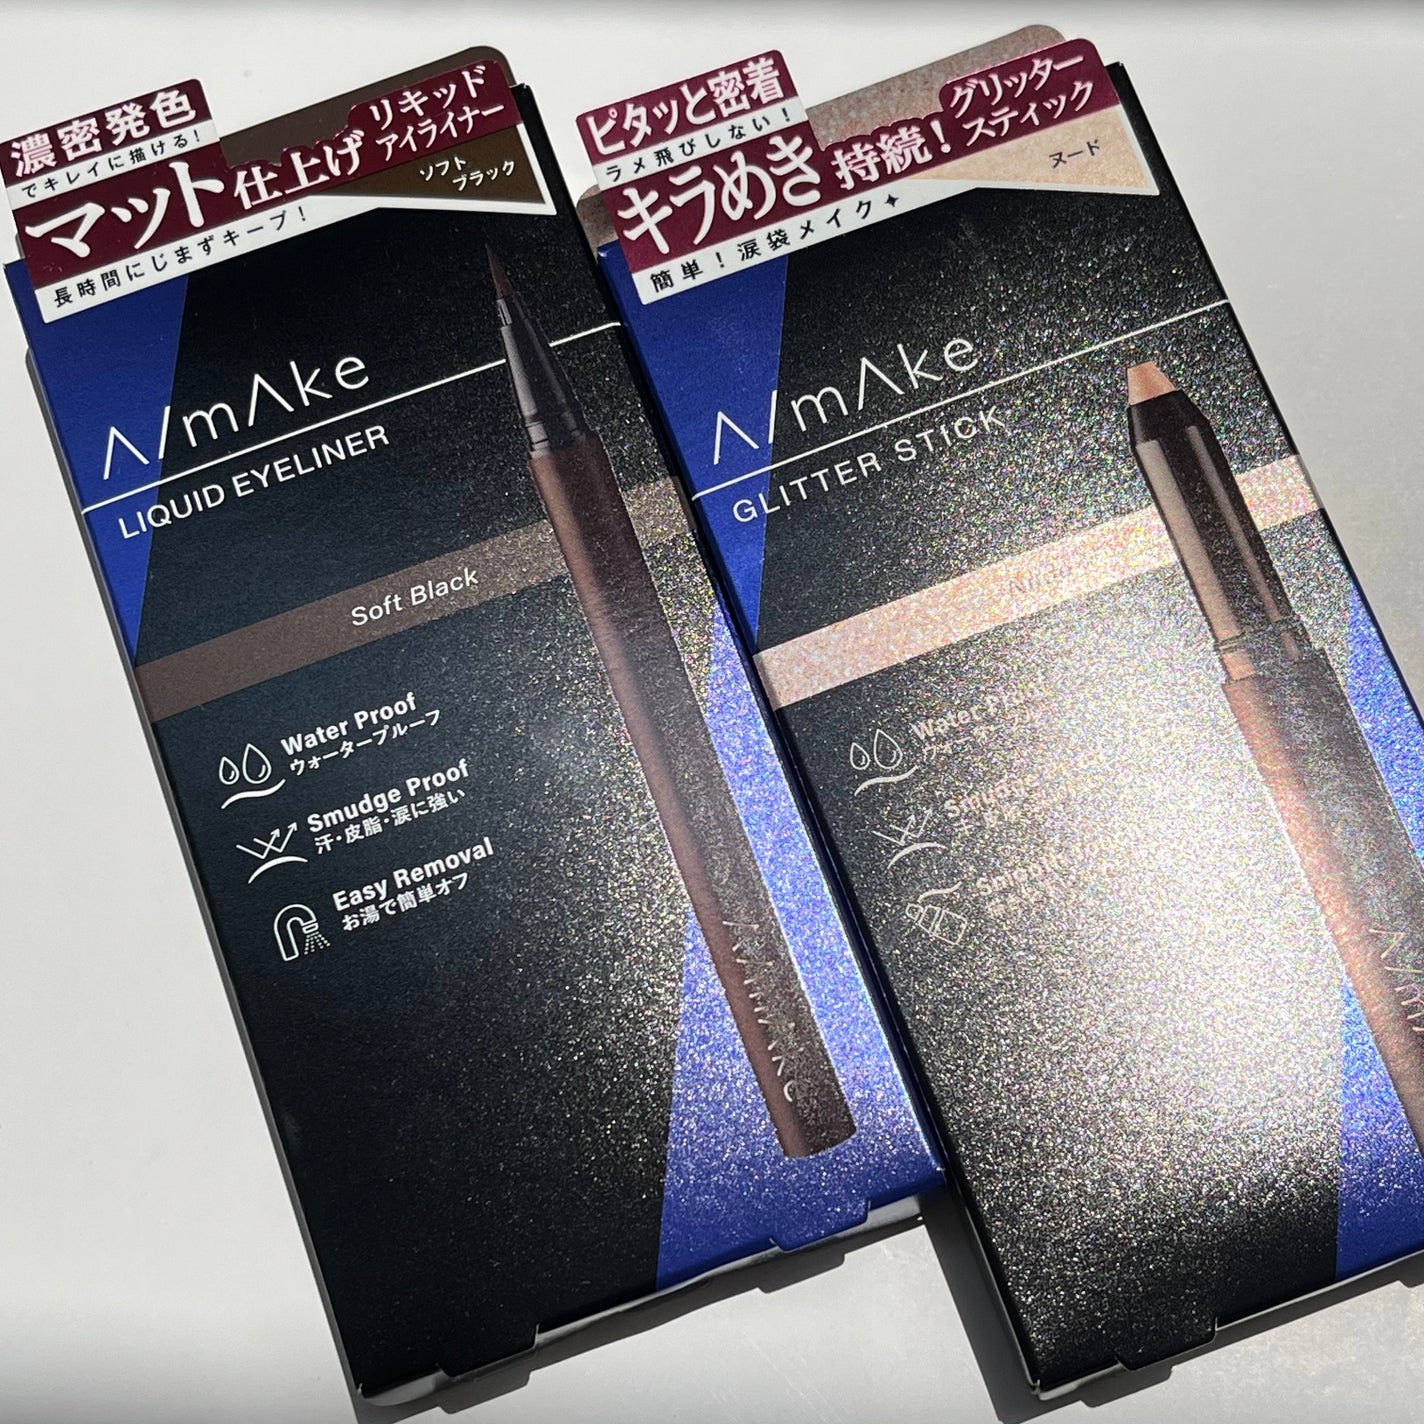 濃密発色
でキレイに描ける!
マット仕上げ
長時間にじまずキープ!
リキッド
アイライナー
ソフト
ブラック
Λ/mΛke
LIQUID EYELINER
Soft Black
Water Proof
ウォータープルーフ
Smudge Proof
汗・皮脂・涙に強い
Easy Removal
お湯で簡単オフ
ピタッと密着
ラメ飛びしない!
キラめき持続!
簡単!涙袋メイク✦
グリッター
スティック
ヌード
Λ/mΛke
GLITTER STICK
Water Proof